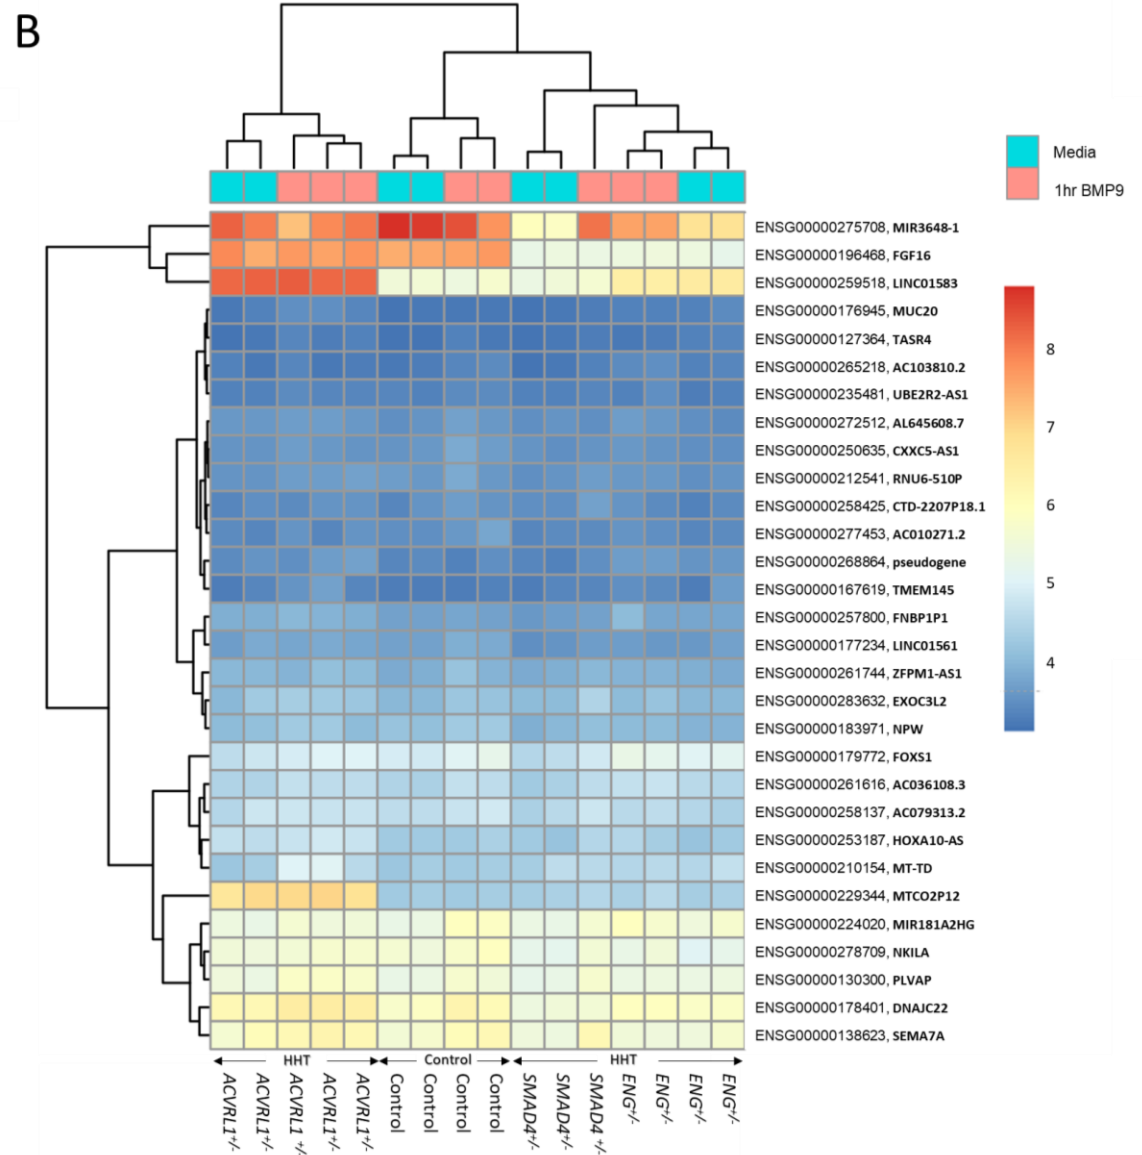 B
Media
1hr BMP9
ENSG00000275708, MIR3648-1
ENSG00000196468, FGF16
ENSG00000259518, LINC01583
ENSG00000176945, MUC20
ENSG00000127364, TASR4
ENSG00000265218, AC103810.2
ENSG00000235481, UBE2R2-AS1
ENSG00000272512, AL645608.7
ENSG00000250635, CXXC5-AS1
ENSG00000212541, RNU6-510P
ENSG00000258425, CTD-2207P18.1
ENSG00000277453, AC010271.2
ENSG00000268864, pseudogene
ENSG00000167619, TMEM145
ENSG00000257800, FNBP1P1
ENSG00000177234, LINC01561
ENSG00000261744, ZFPM1-AS1
ENSG00000283632, EXOC3L2
ENSG00000183971, NPW
ENSG00000179772, FOXS1
ENSG00000261616, AC036108.3
ENSG00000258137, AC079313.2
ENSG00000253187, HOXA10-AS
ENSG00000210154, MT-TD
ENSG00000229344, MTCO2P12
ENSG00000224020, MIR181A2HG
ENSG00000278709, NKILA
ENSG00000130300, PLVAP
ENSG00000178401, DNAJC22
ENSG00000138623, SEMA7A
8
7
6
5
4
HHT
Control
HHT
ACVRL1+/-
ACVRL1+/-
ACVRL1 +/-
ACVRL1+/-
ACVRL1+/-
Control
Control
Control
Control
SMAD4+/-
SMAD4+/-
SMAD4 +/-
ENG+/-
ENG+/-
ENG+/-
ENG+/-